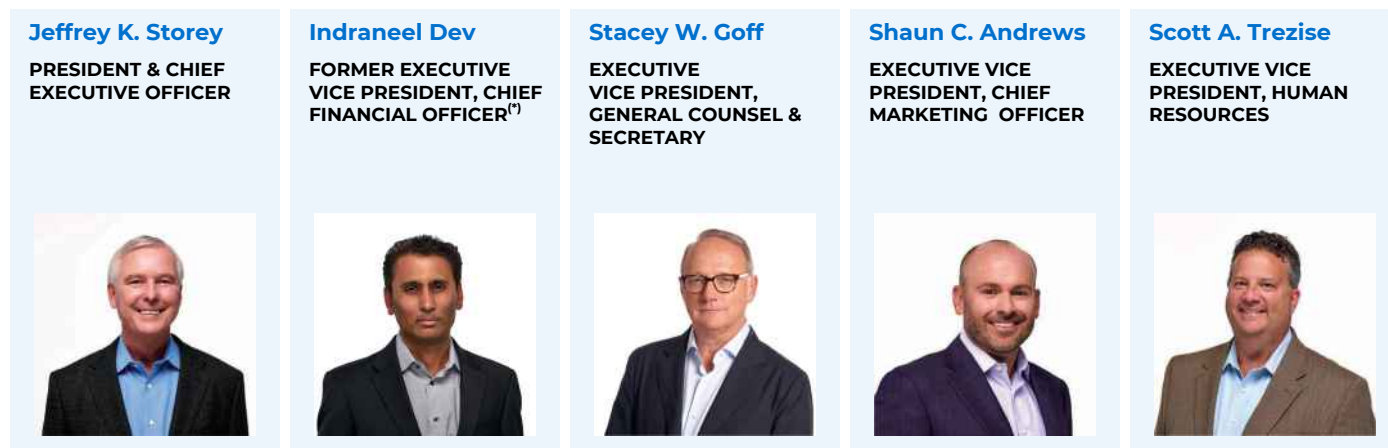 Jeffrey K. Storey
PRESIDENT & CHIEF
EXECUTIVE OFFICER
Indraneel Dev
FORMER EXECUTIVE
VICE PRESIDENT, CHIEF
FINANCIAL OFFICER(*)
Stacey W. Goff
EXECUTIVE
VICE PRESIDENT,
GENERAL COUNSEL &
SECRETARY
Shaun C. Andrews
EXECUTIVE VICE
PRESIDENT, CHIEF
MARKETING OFFICER
Scott A. Trezise
EXECUTIVE VICE
PRESIDENT, HUMAN
RESOURCES